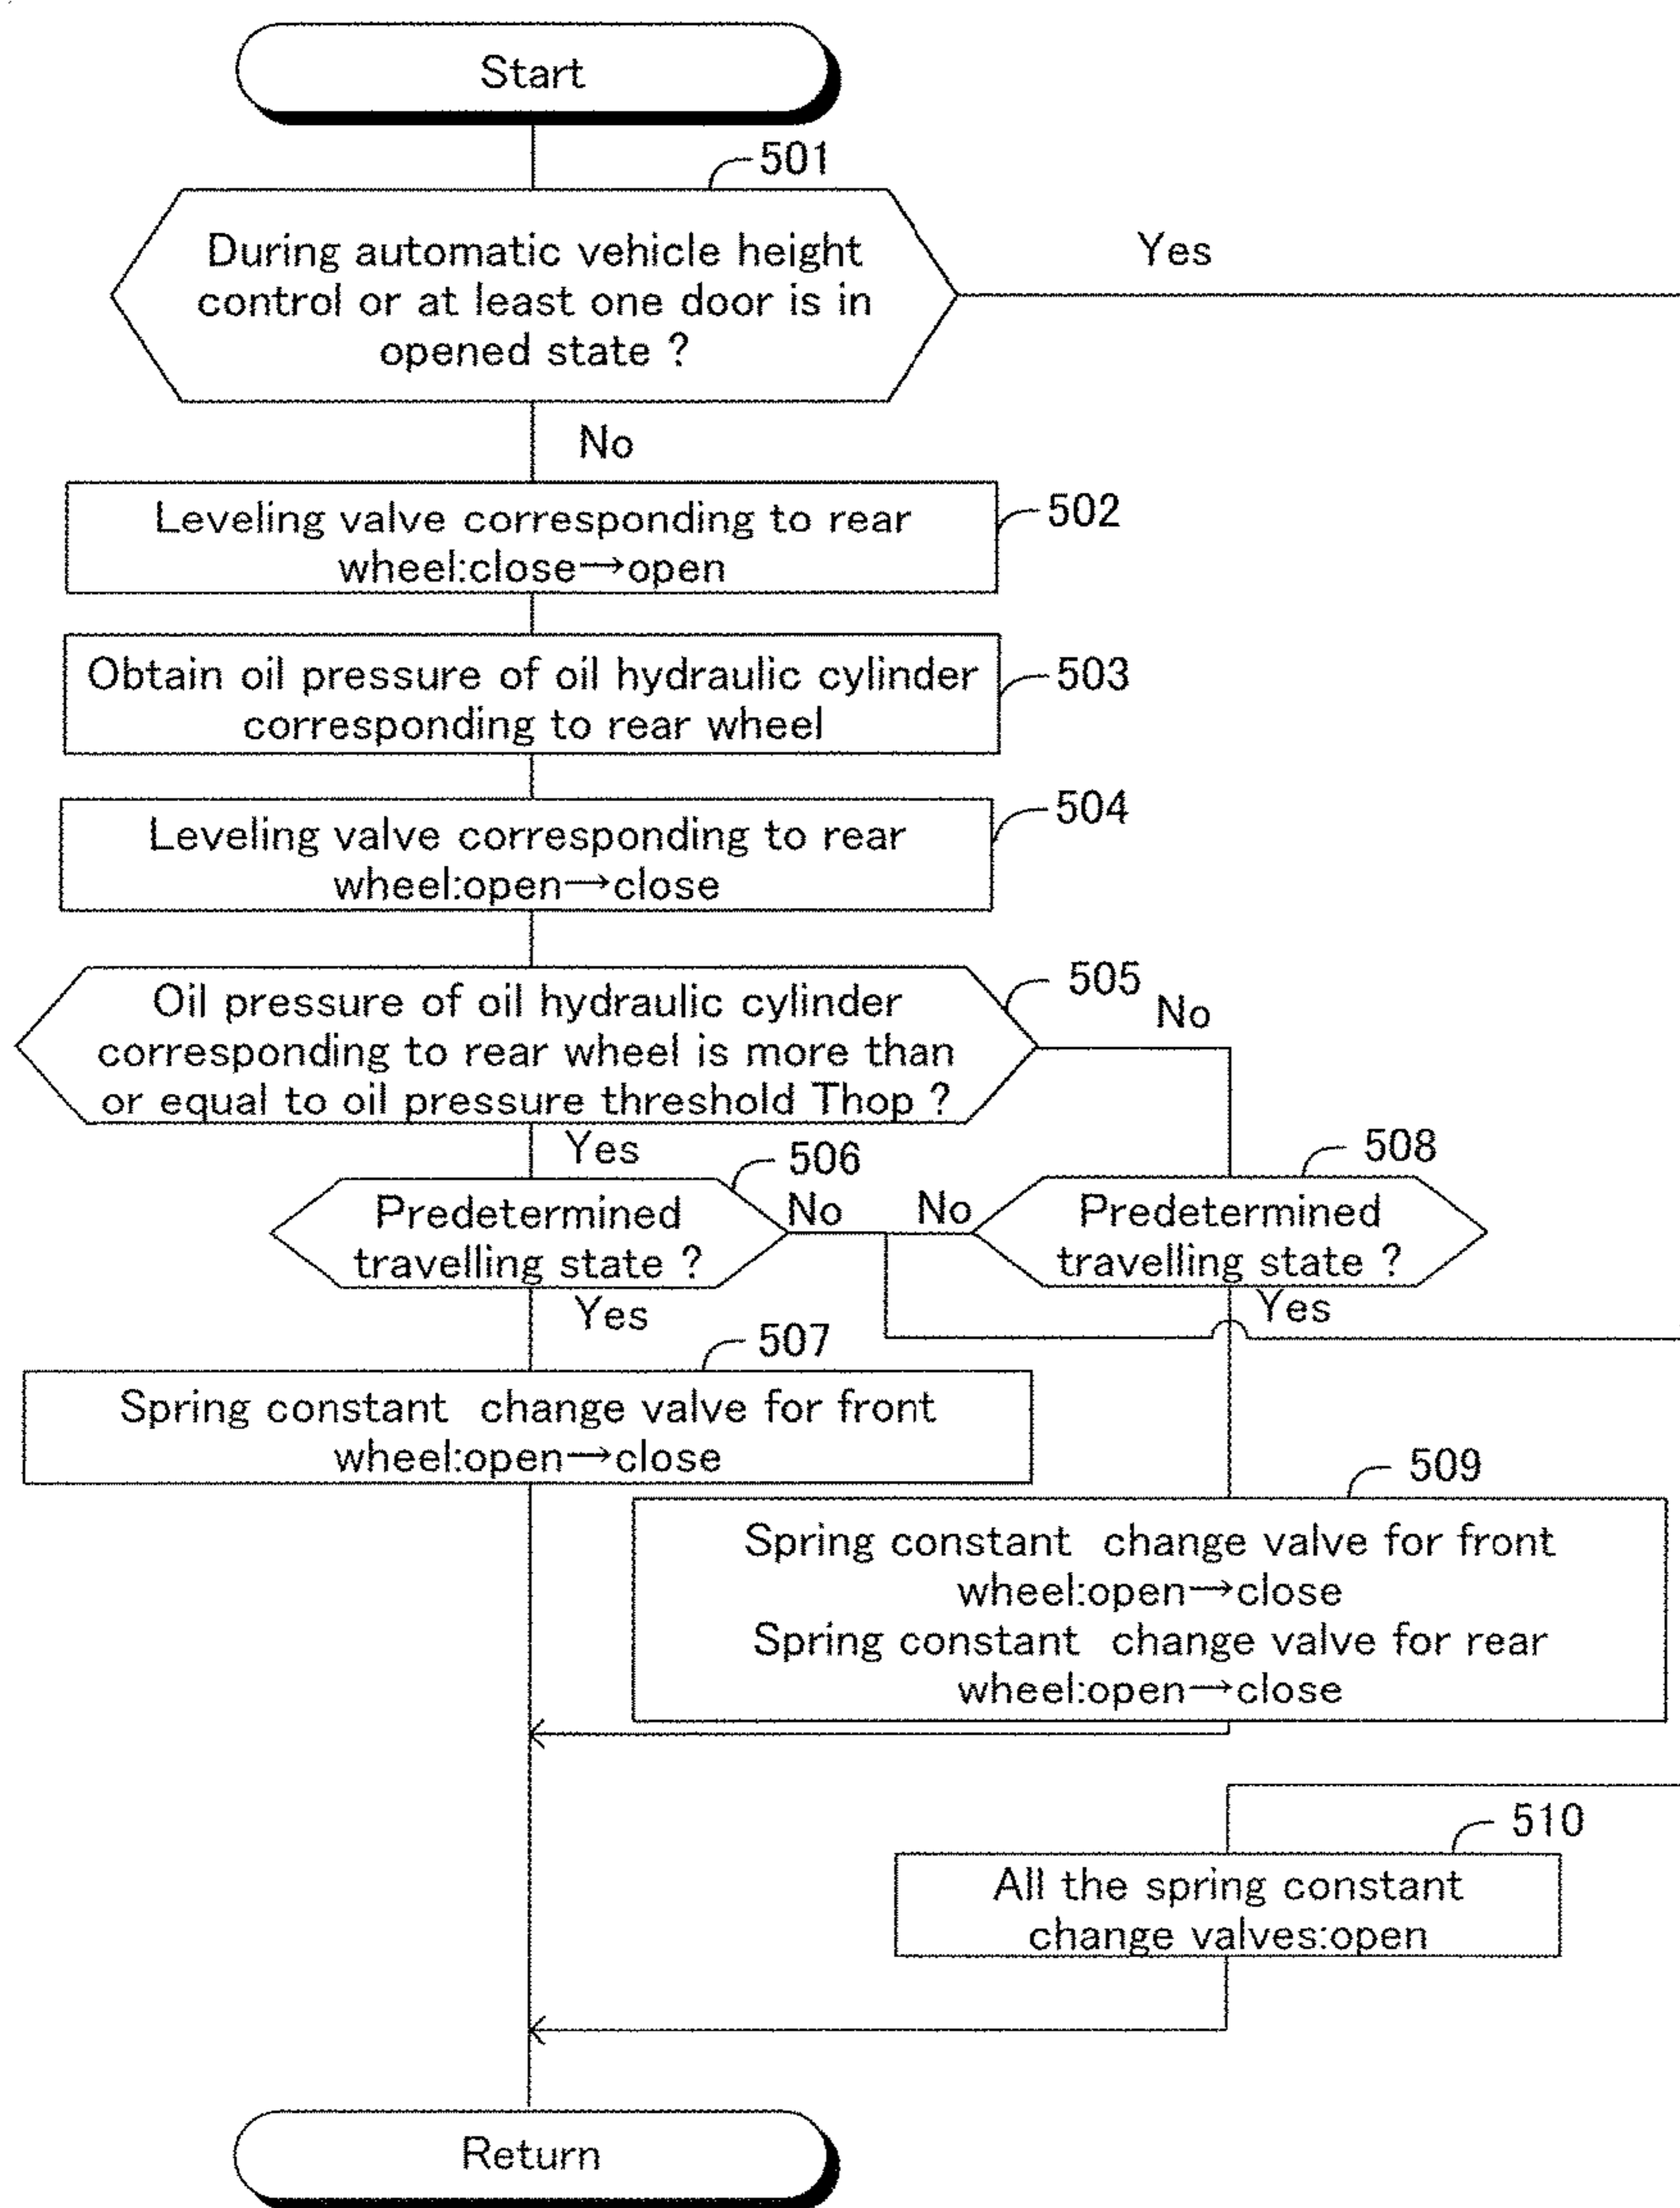 Start
501
During automatic vehicle height
control or at least one door is in
opened state ?
Yes
No
Leveling valve corresponding to rear
wheel:close→open
502
Obtain oil pressure of oil hydraulic cylinder
corresponding to rear wheel
503
Leveling valve corresponding to rear
wheel:open→close
504
Oil pressure of oil hydraulic cylinder
corresponding to rear wheel is more than
or equal to oil pressure threshold Thop ?
505
No
Yes
506
Predetermined
travelling state ?
No
Yes
508
No
Predetermined
travelling state ?
Yes
507
Spring constant change valve for front
wheel:open→close
509
Spring constant change valve for front
wheel:open→close
Spring constant change valve for rear
wheel:open→close
510
All the spring constant
change valves:open
Return